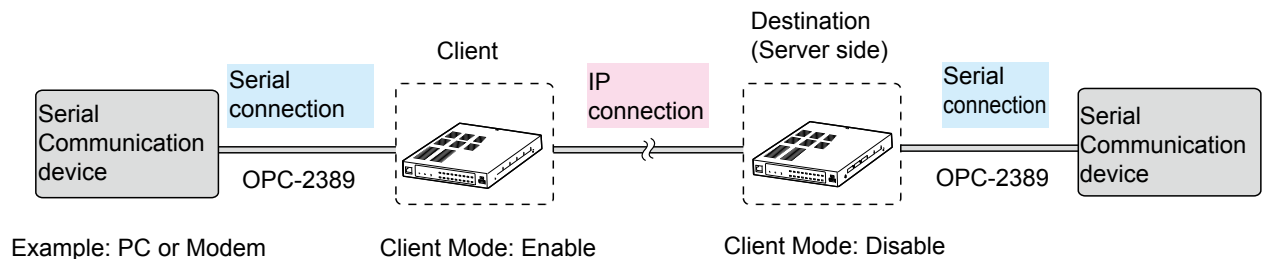 Destination
(Server side)
Client
Serial
connection
IP
connection
Serial
connection
Serial
Communication
device
Serial
Communication
device
OPC-2389
OPC-2389
Example: PC or Modem
Client Mode: Enable
Client Mode: Disable